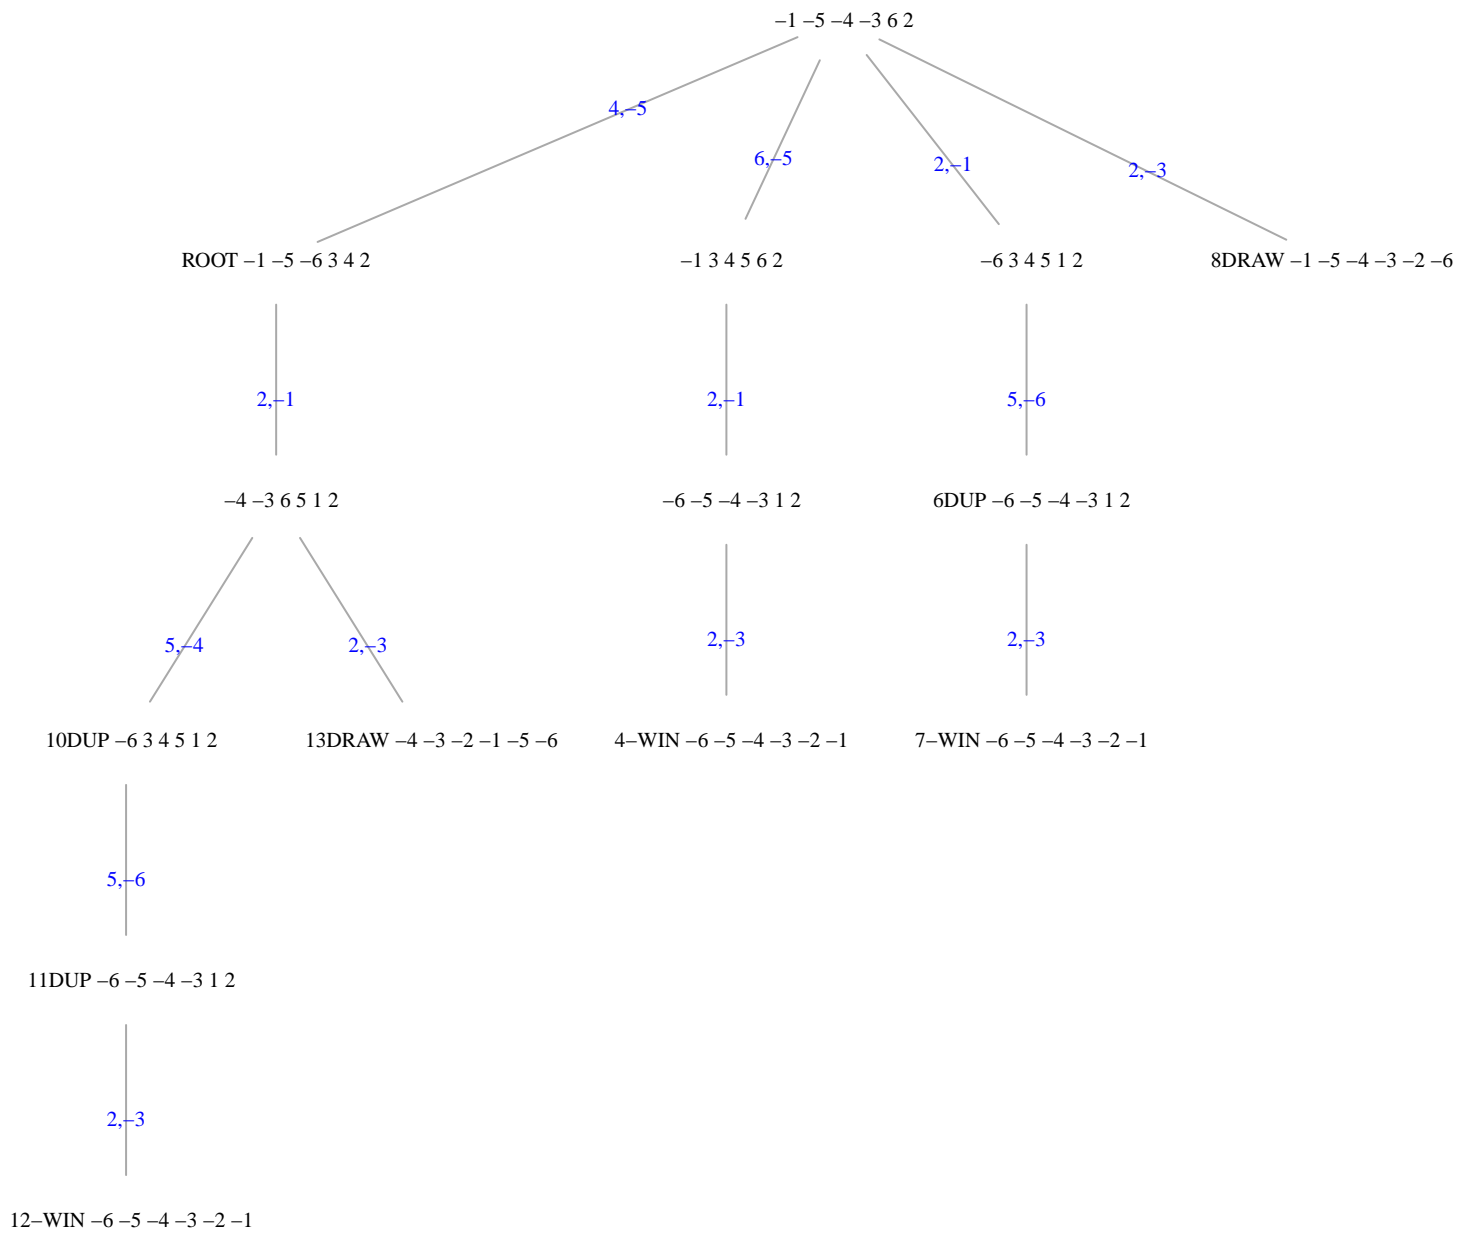 –1 –5 –4 –3 6 2
4,–5
6,–5
2,–1
2,–3
ROOT –1 –5 –6 3 4 2
–1 3 4 5 6 2
–6 3 4 5 1 2
8DRAW –1 –5 –4 –3 –2 –6
2,–1
2,–1
5,–6
–4 –3 6 5 1 2
–6 –5 –4 –3 1 2
6DUP –6 –5 –4 –3 1 2
5,–4
2,–3
2,–3
2,–3
10DUP –6 3 4 5 1 2
13DRAW –4 –3 –2 –1 –5 –6
4–WIN –6 –5 –4 –3 –2 –1
7–WIN –6 –5 –4 –3 –2 –1
5,–6
11DUP –6 –5 –4 –3 1 2
2,–3
12–WIN –6 –5 –4 –3 –2 –1